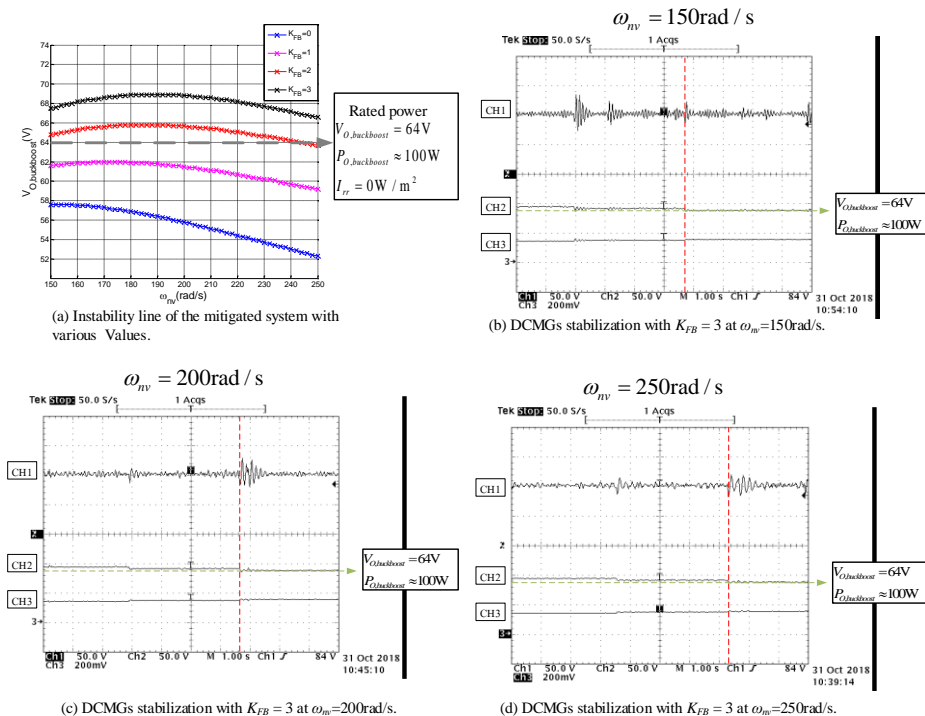 K_FB=0
K_FB=1
K_FB=2
K_FB=3
V_O,buckboost(V)
74
72
70
68
66
64
62
60
58
56
54
52
150 160 170 180 190 200 210 220 230 240 250
ω_nv(rad/s)
Rated power
V_O,buckboost = 64V
P_O,buckboost ≈ 100W
I_rr = 0W / m²
(a) Instability line of the mitigated system with
various Values.
ω_nv = 150rad / s
Tek Stop: 50.0 S/s 1 Acqs
CH1
CH2
CH3
3→
V_O,buckboost = 64V
P_O,buckboost ≈100W
Ch1 50.0 V Ch2 50.0 V M 1.00 s Ch1 ƒ 84 V
Ch3 200mV
31 Oct 2018
10:54:10
(b) DCMGs stabilization with K_FB = 3 at ω_nv=150rad/s.
ω_nv = 200rad / s
Tek Stop: 50.0 S/s 1 Acqs
CH1
CH2
CH3
3→
V_O,buckboost = 64V
P_O,buckboost ≈100W
Ch1 50.0 V Ch2 50.0 V M 1.00 s Ch1 ƒ 84 V
Ch3 200mV
31 Oct 2018
10:45:10
(c) DCMGs stabilization with K_FB = 3 at ω_nv=200rad/s.
ω_nv = 250rad / s
Tek Stop: 50.0 S/s 1 Acqs
CH1
2
CH2
CH3
3→
V_O,buckboost = 64V
P_O,buckboost ≈100W
Ch1 50.0 V Ch2 50.0 V M 1.00 s Ch1 ƒ 84 V
Ch3 200mV
31 Oct 2018
10:39:14
(d) DCMGs stabilization with K_FB = 3 at ω_nv=250rad/s.